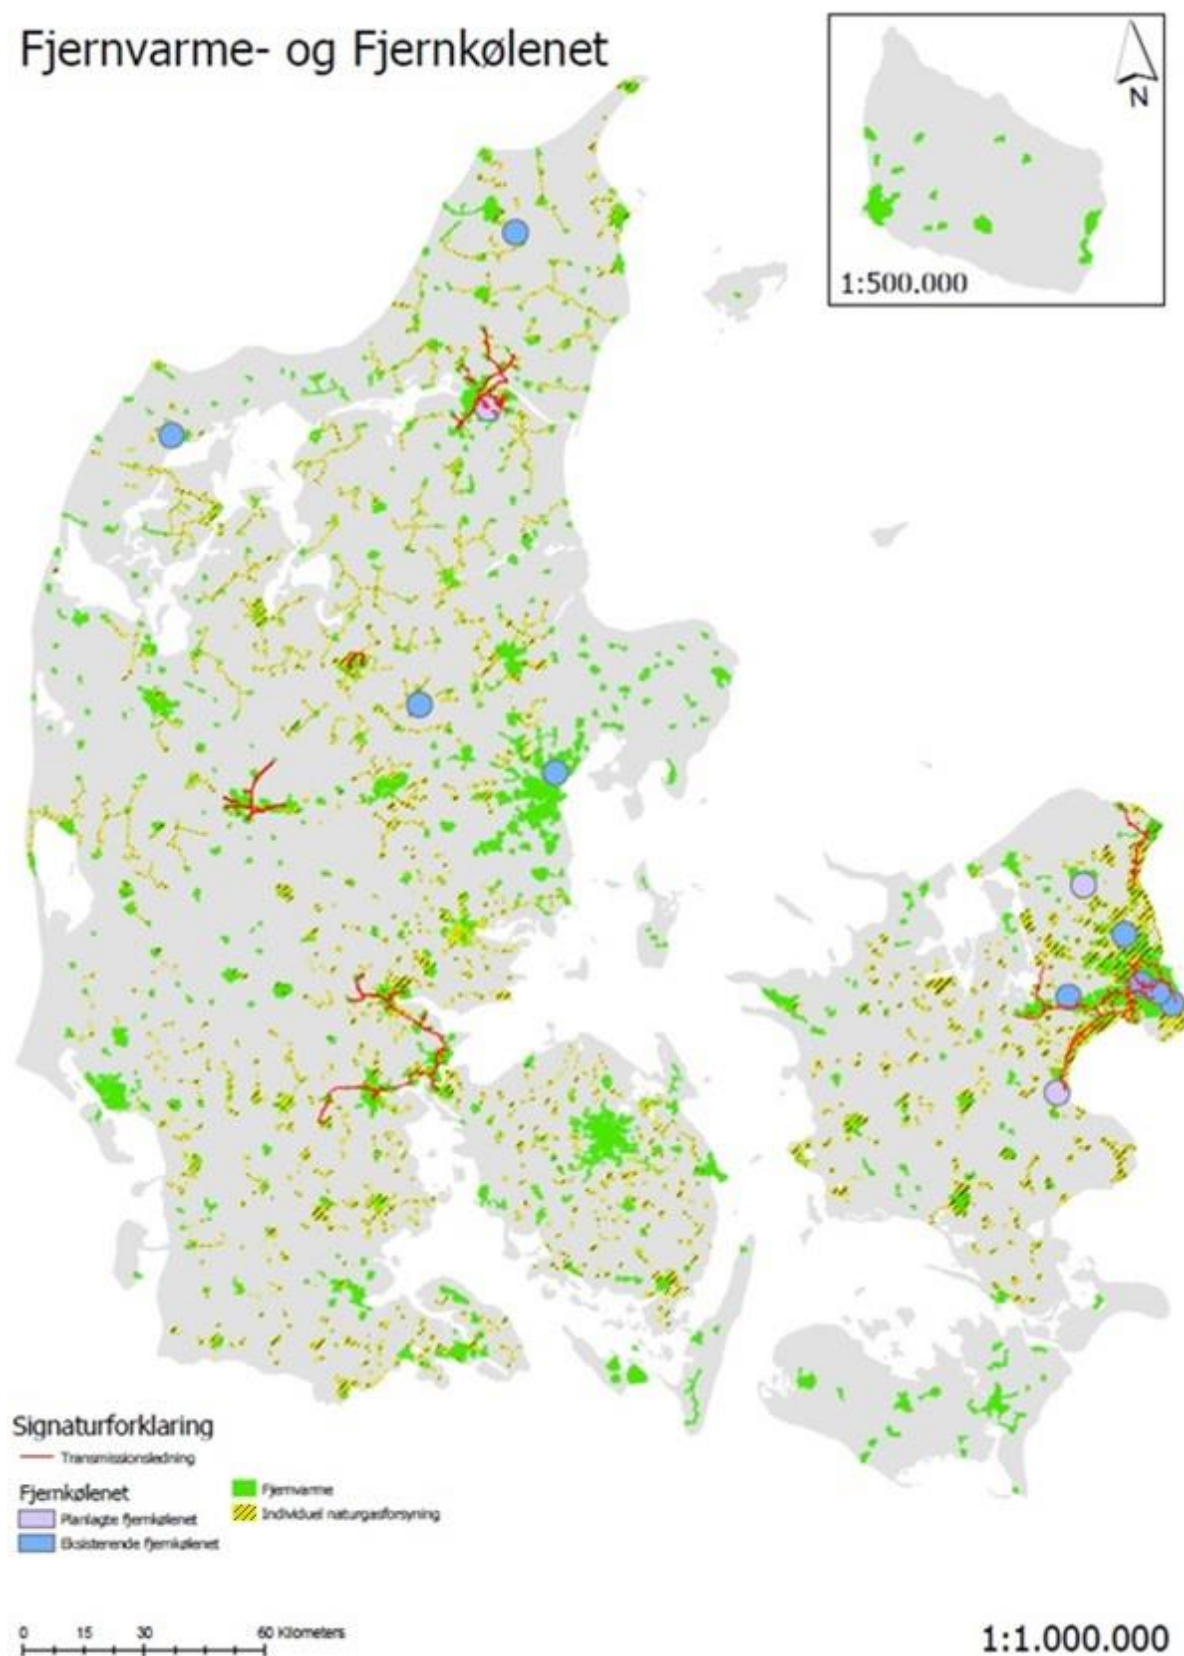 Fjernvarme- og Fjernkølenet
N
1:500.000
Signaturforklaring
Transmissionsledning
Fjernkølenet
Planlagte fjernkølenet
Eksisterende fjernkølenet
Fjernvarme
Individuel naturgasforsyning
0 15 30 60 Kilometers
1:1.000.000